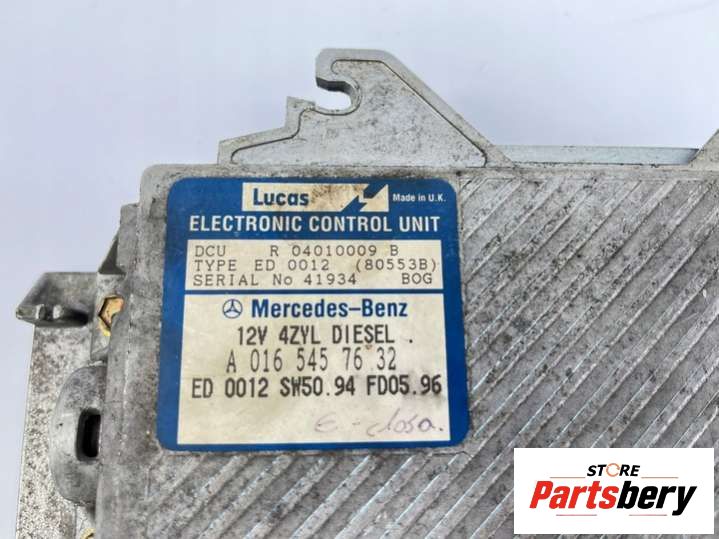 Lucas Made in U.K.
ELECTRONIC CONTROL UNIT
DCU R 04010009 B
TYPE ED 0012 (80553B)
SERIAL No 41934 BOG
Mercedes-Benz
12V 4ZYL DIESEL .
A 016 545 76 32
ED 0012 SW50.94 FD05.96
STORE
Partsbery